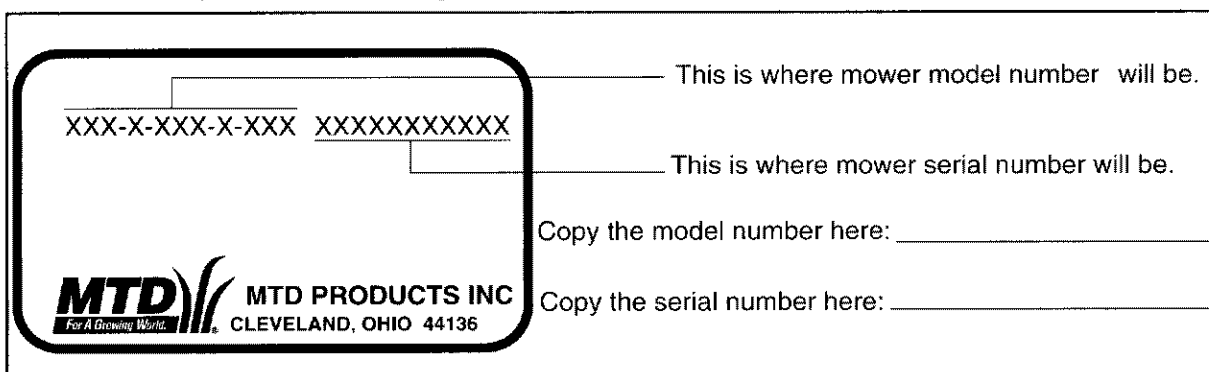 This is where mower model number will be.
XXX-X-XXX-X-XXX XXXXXXXXXXX
This is where mower serial number will be.
Copy the model number here:
MTD
For A Growing World.
MTD PRODUCTS INC
CLEVELAND, OHIO 44136
Copy the serial number here: